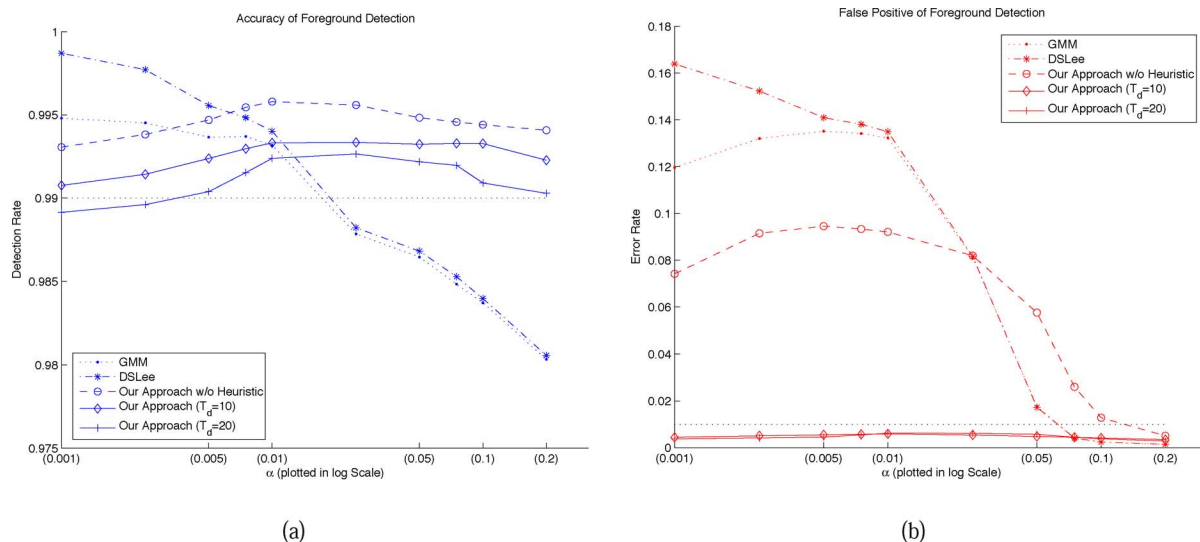 Accuracy of Foreground Detection
1
0.995
0.99
0.985
0.98
0.975
Detection Rate
GMM
DSLee
Our Approach w/o Heuristic
Our Approach (T_d=10)
Our Approach (T_d=20)
(0.001)
(0.005)
(0.01)
(0.05)
(0.1)
(0.2)
α (plotted in log Scale)
(a)
False Positive of Foreground Detection
0.18
0.16
0.14
0.12
0.1
0.08
0.06
0.04
0.02
0.01
0
Error Rate
GMM
DSLee
Our Approach w/o Heuristic
Our Approach (T_d=10)
Our Approach (T_d=20)
(0.001)
(0.005)
(0.01)
(0.05)
(0.1)
(0.2)
α (plotted in log Scale)
(b)